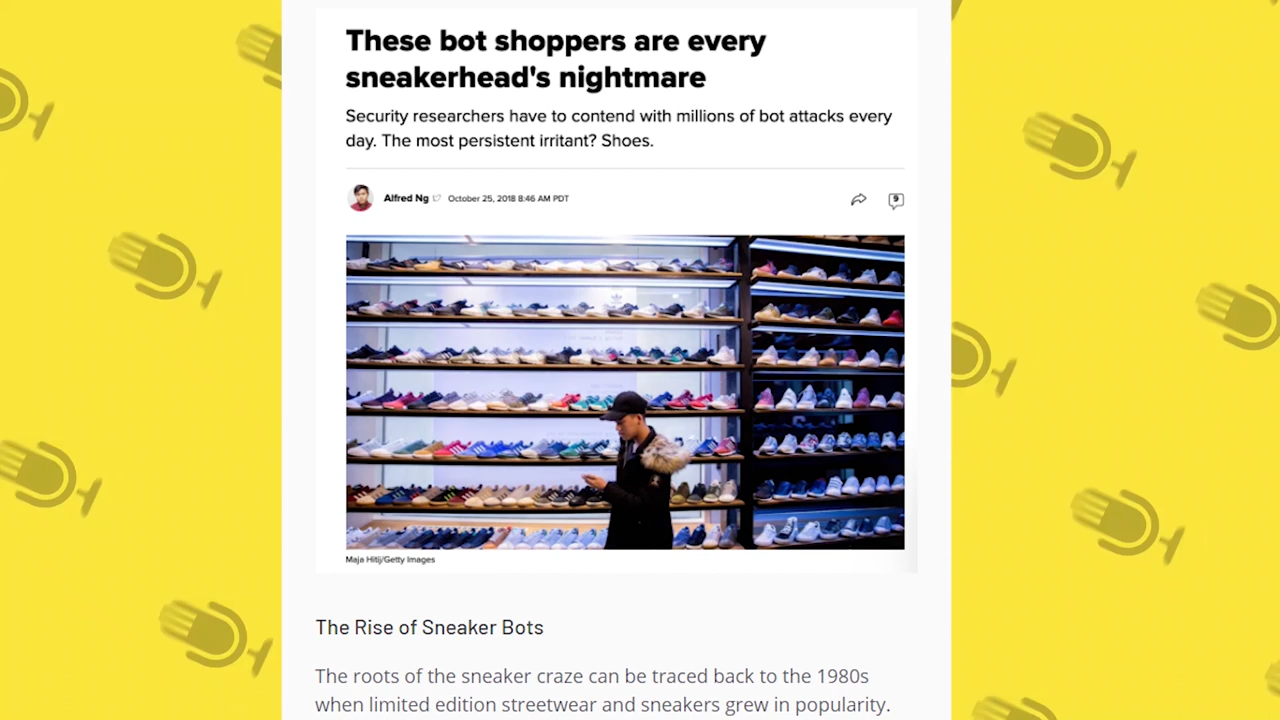 These bot shoppers are every
sneakerhead's nightmare
Security researchers have to contend with millions of bot attacks every
day. The most persistent irritant? Shoes.
Alfred Ng October 25, 2018 8:46 AM PDT
9
Maja Hitij/Getty Images
The Rise of Sneaker Bots
The roots of the sneaker craze can be traced back to the 1980s
when limited edition streetwear and sneakers grew in popularity.